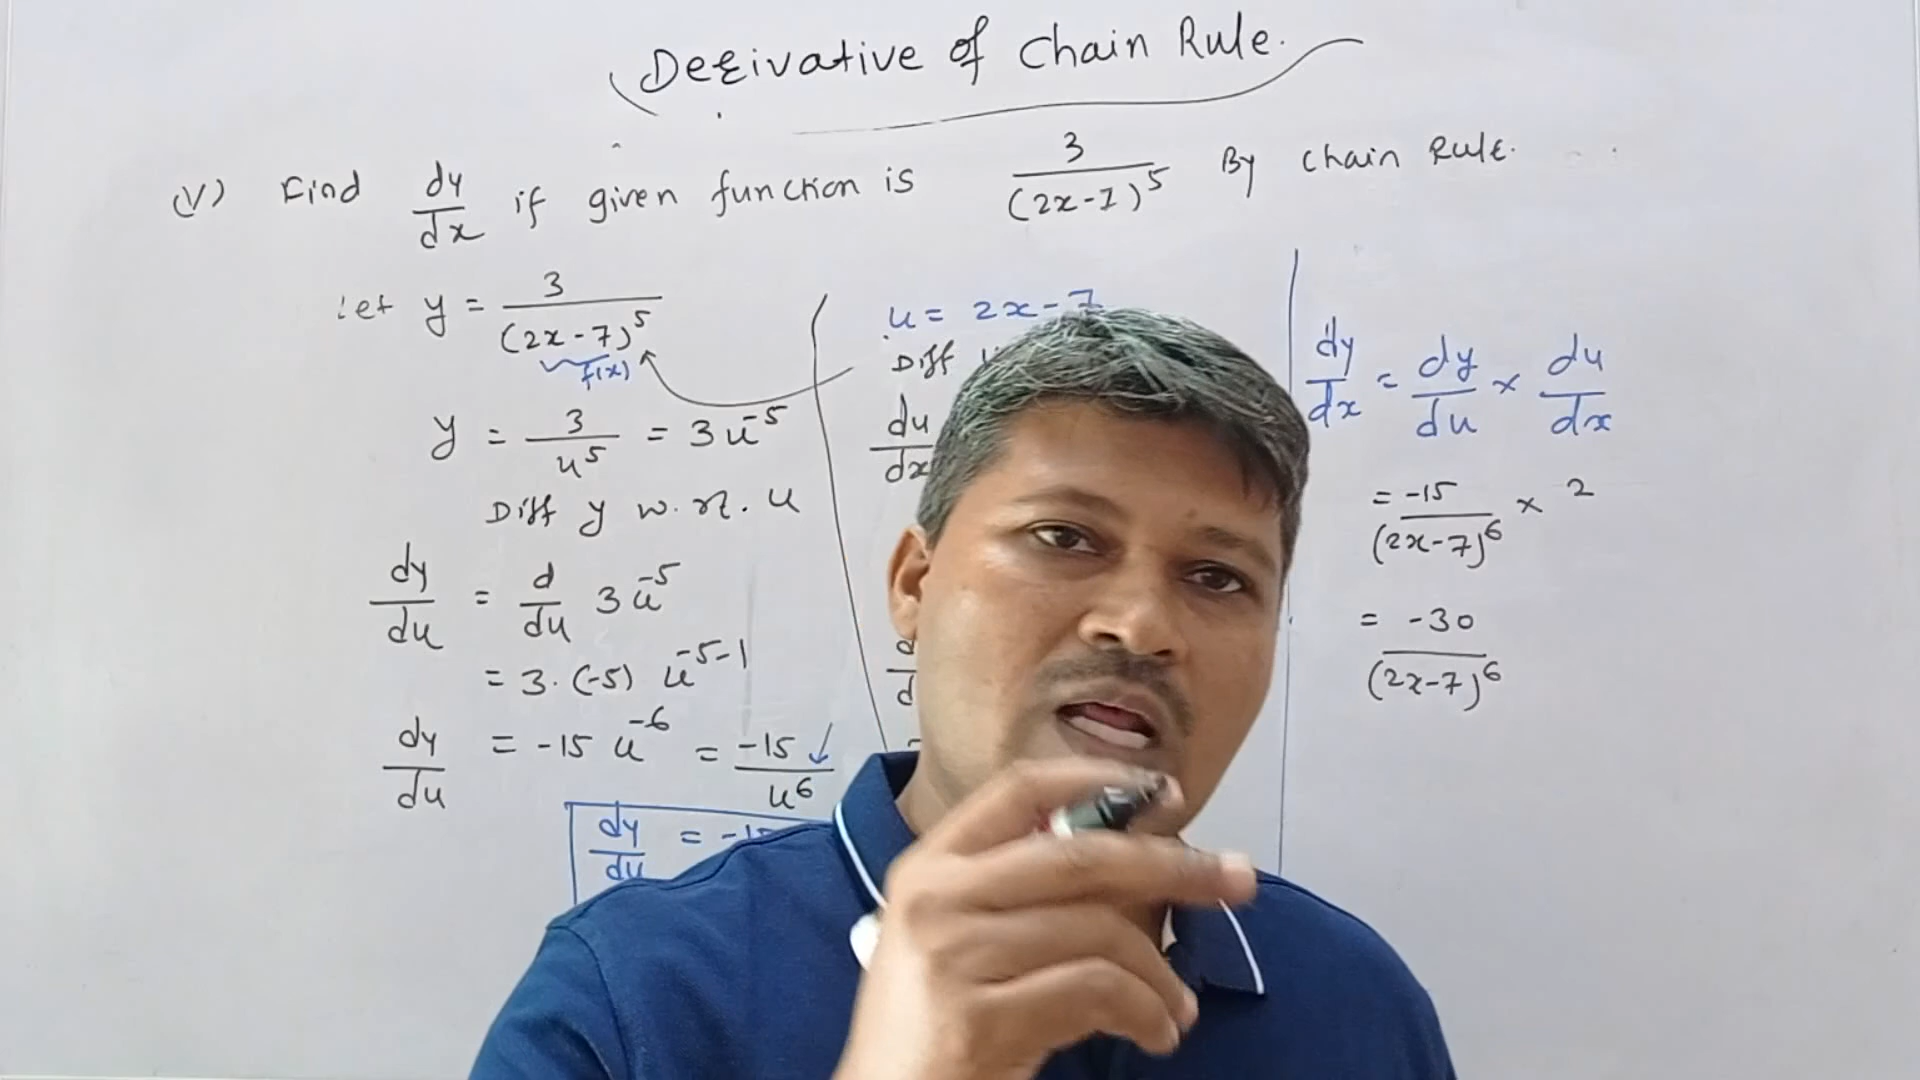 Derivative of Chain Rule.
(V) Find dy/dx if given function is 3/(2x-7)^5 By chain Rule.
Let y = 3/(2x-7)^5
f(x)
y = 3/u^5 = 3u^-5
Diff y w.r.t. u
dy/du = d/du 3u^-5
= 3.(-5) u^-5-1
dy/du = -15 u^-6 = -15/u^6
dy/du = -15
u = 2x-7
Diff
du/dx
dy/dx = dy/du × du/dx
= -15/(2x-7)^6 × 2
= -30/(2x-7)^6